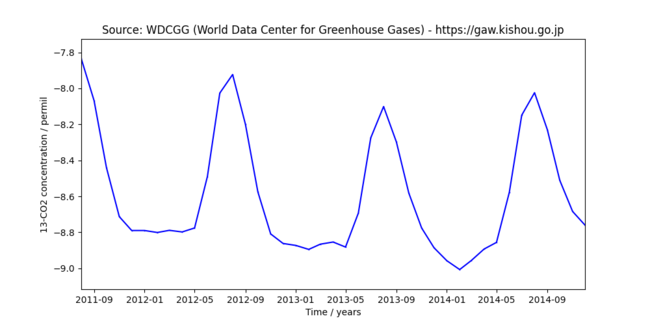 Source: WDCGG (World Data Center for Greenhouse Gases) - https://gaw.kishou.go.jp
13-CO2 concentration / permil
−7.8
−8.0
−8.2
−8.4
−8.6
−8.8
−9.0
2011-09 2012-01 2012-05 2012-09 2013-01 2013-05 2013-09 2014-01 2014-05 2014-09
Time / years